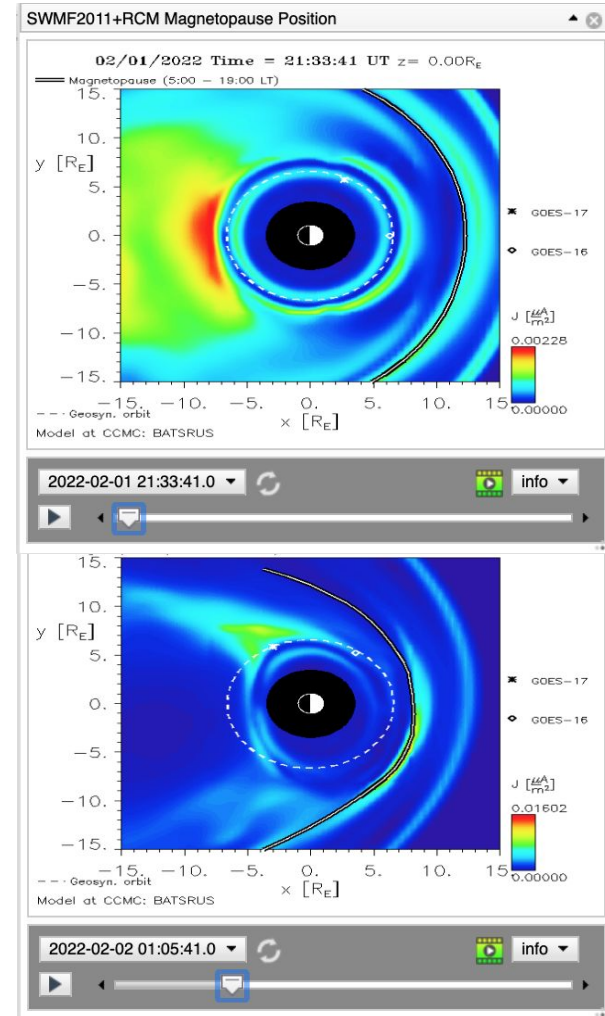 SWMF2011+RCM Magnetopause Position
02/01/2022 Time = 21:33:41 UT z= 0.00RE
Magnetopause (5:00 – 19:00 LT)
15.
10.
y [RE]
5.
0.
GOES-17
GOES-16
−5.
J [μA/m²]
−10.
0.00228
−15.
−15. −10. −5. 0. 5. 10. 15.
0.00000
Geosyn. orbit
x [RE]
Model at CCMC: BATSRUS
2022-02-01 21:33:41.0
info
15.
10.
y [RE]
5.
GOES-17
0.
GOES-16
−5.
J [μA/m²]
−10.
0.01602
−15.
−15. −10. −5. 0. 5. 10. 15.
0.00000
Geosyn. orbit
x [RE]
Model at CCMC: BATSRUS
2022-02-02 01:05:41.0
info